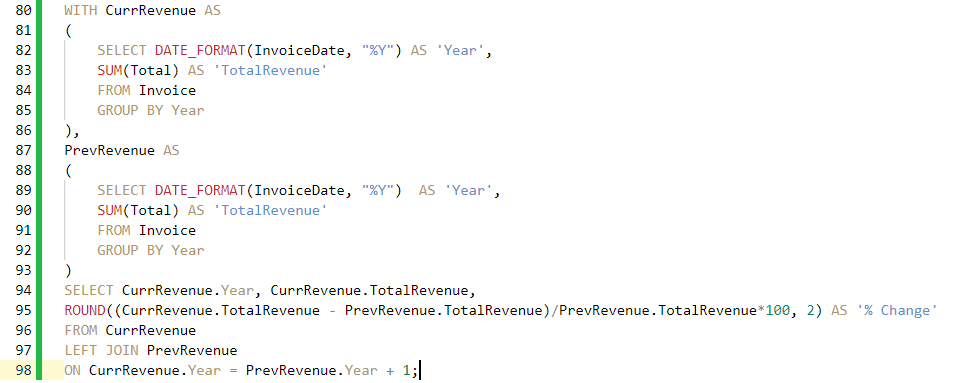 80 WITH CurrRevenue AS
81 (
82 SELECT DATE_FORMAT(InvoiceDate, "%Y") AS 'Year',
83 SUM(Total) AS 'TotalRevenue'
84 FROM Invoice
85 GROUP BY Year
86 ),
87 PrevRevenue AS
88 (
89 SELECT DATE_FORMAT(InvoiceDate, "%Y")  AS 'Year',
90 SUM(Total) AS 'TotalRevenue'
91 FROM Invoice
92 GROUP BY Year
93 )
94 SELECT CurrRevenue.Year, CurrRevenue.TotalRevenue,
95 ROUND((CurrRevenue.TotalRevenue - PrevRevenue.TotalRevenue)/PrevRevenue.TotalRevenue*100, 2) AS '% Change'
96 FROM CurrRevenue
97 LEFT JOIN PrevRevenue
98 ON CurrRevenue.Year = PrevRevenue.Year + 1;